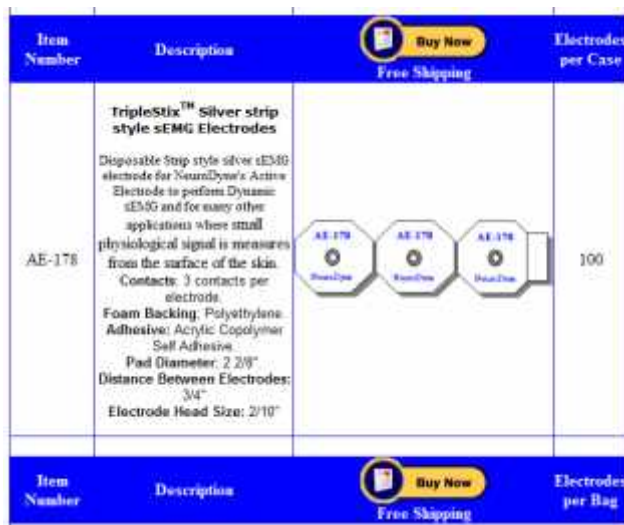 Item Number
Description
Buy Now
Free Shipping
Electrodes per Case
AE-178
TripleStix™ Silver strip
style sEMG Electrodes
Disposable Strip style silver sEMG
electrode for NeuroDyne's Active
Electrode to perform Dynamic
sEMG and for many other
applications where small
physiological signal is measures
from the surface of the skin.
Contacts: 3 contacts per
electrode.
Foam Backing: Polyethylene.
Adhesive: Acrylic Copolymer
Self Adhesive.
Pad Diameter: 2 2/8"
Distance Between Electrodes:
3/4"
Electrode Head Size: 2/10"
AE-178
NeuroDyne
AE-178
NeuroDyne
AE-178
NeuroDyne
100
Item Number
Description
Buy Now
Free Shipping
Electrodes per Bag